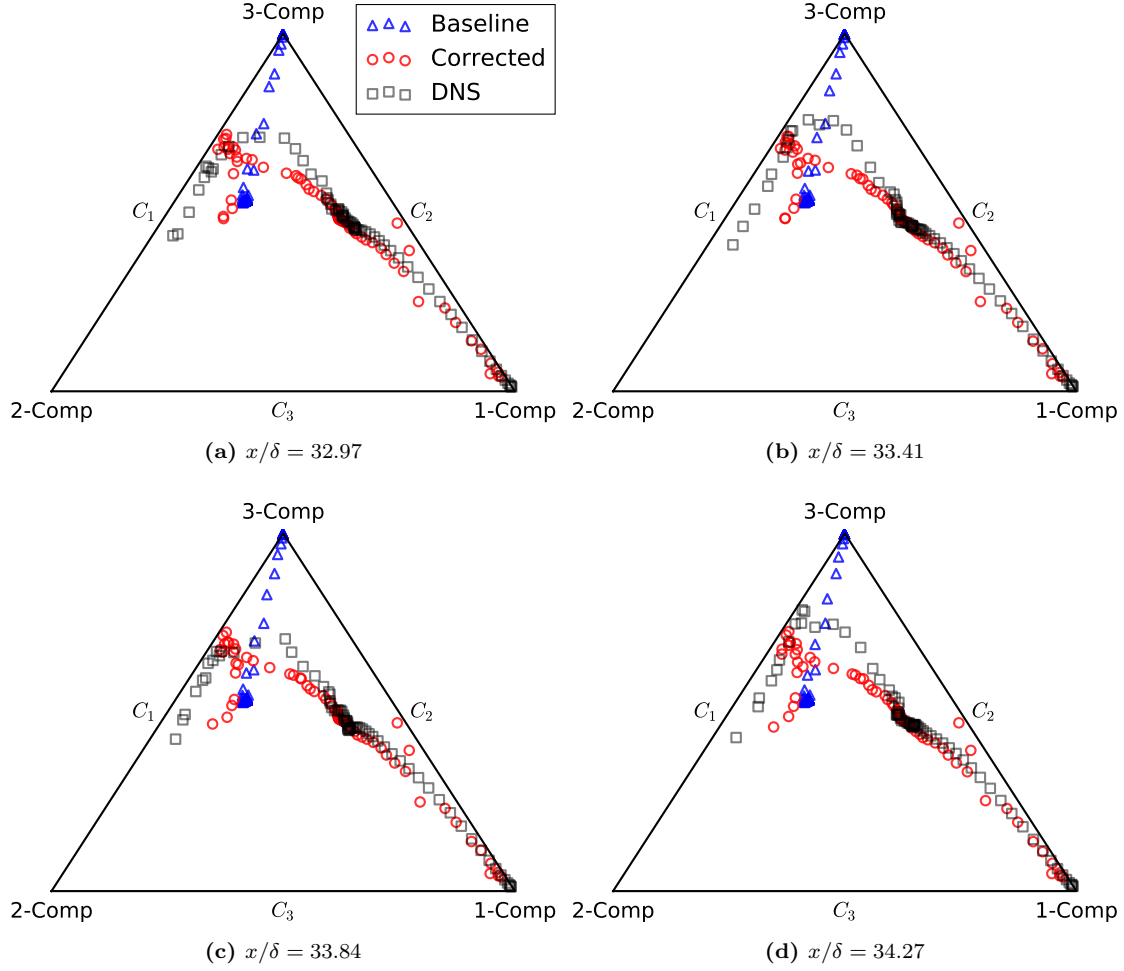 3-Comp
Baseline
Corrected
DNS
C1
C2
2-Comp
C3
1-Comp
(a) x/δ = 32.97
3-Comp
C1
C2
2-Comp
C3
1-Comp
(b) x/δ = 33.41
3-Comp
C1
C2
2-Comp
C3
1-Comp
(c) x/δ = 33.84
3-Comp
C1
C2
2-Comp
C3
1-Comp
(d) x/δ = 34.27